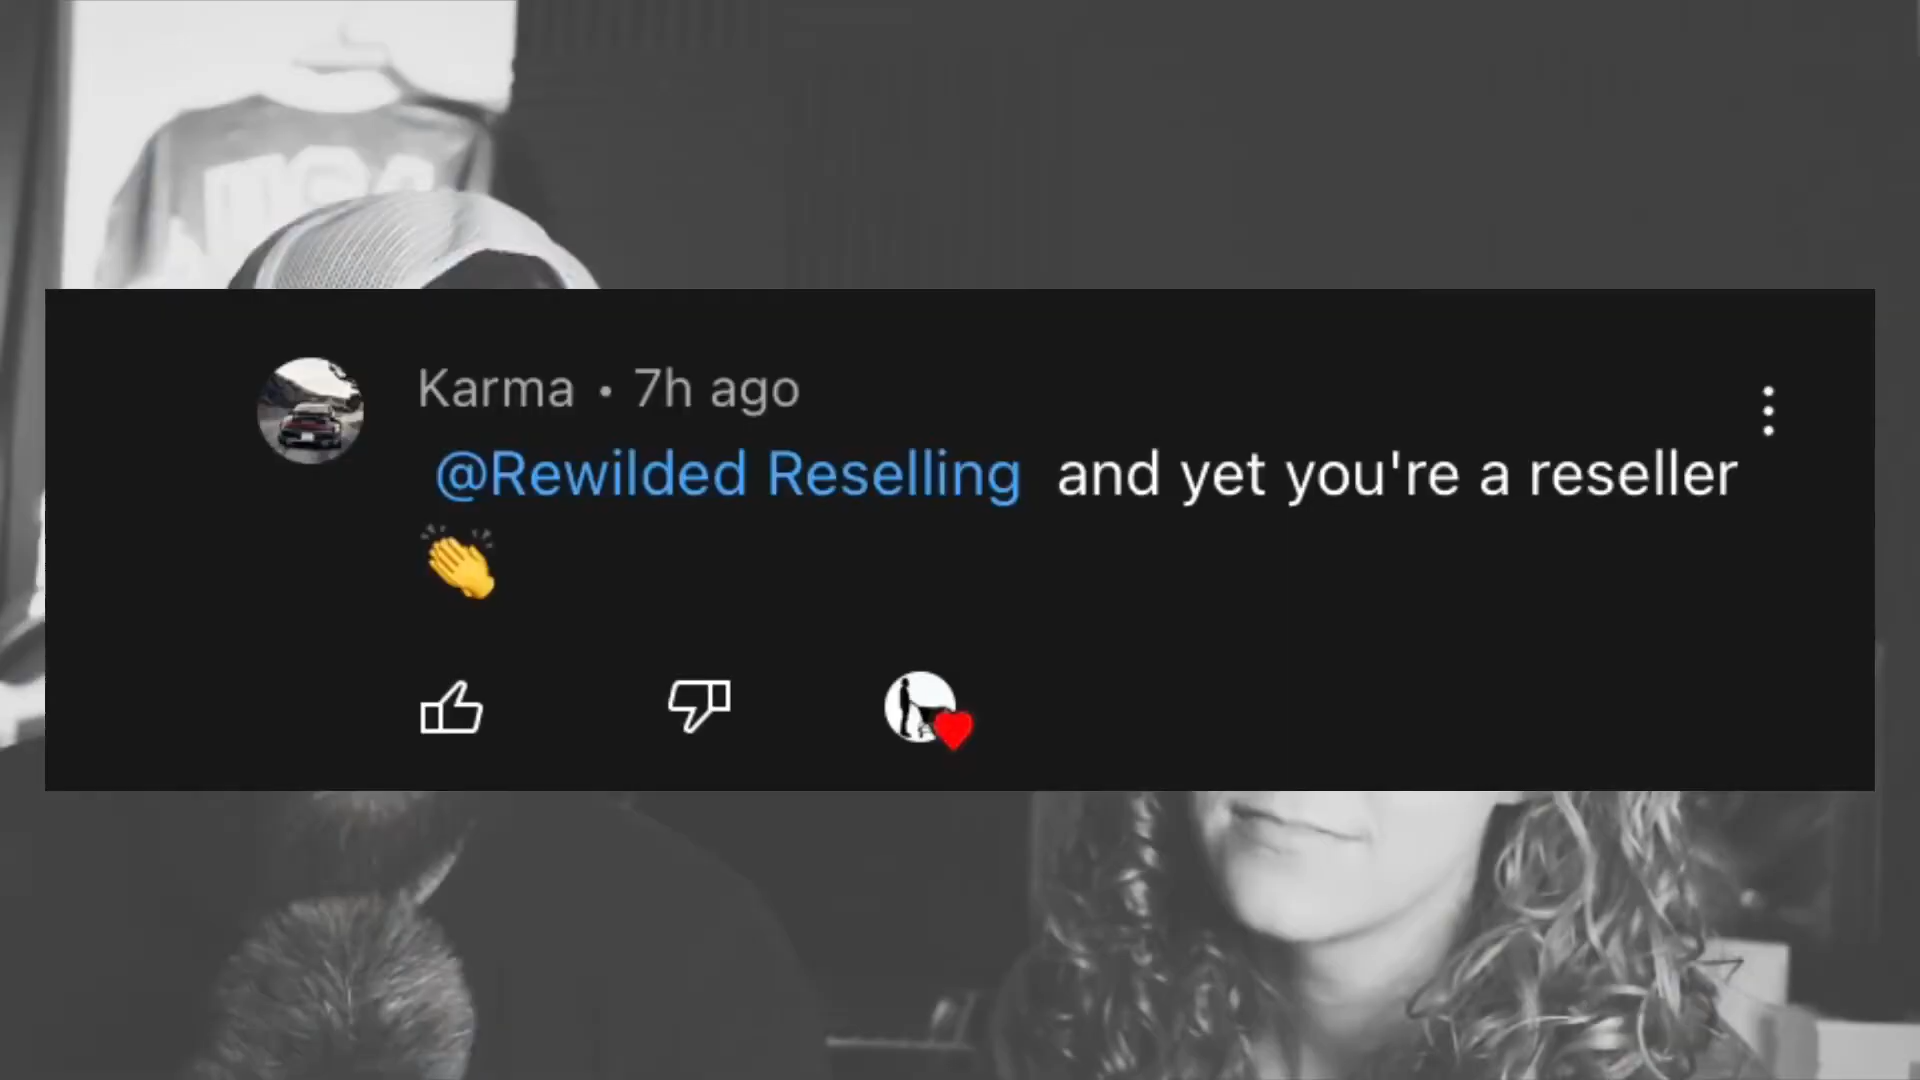 Karma • 7h ago
@Rewilded Reselling and yet you're a reseller
👏